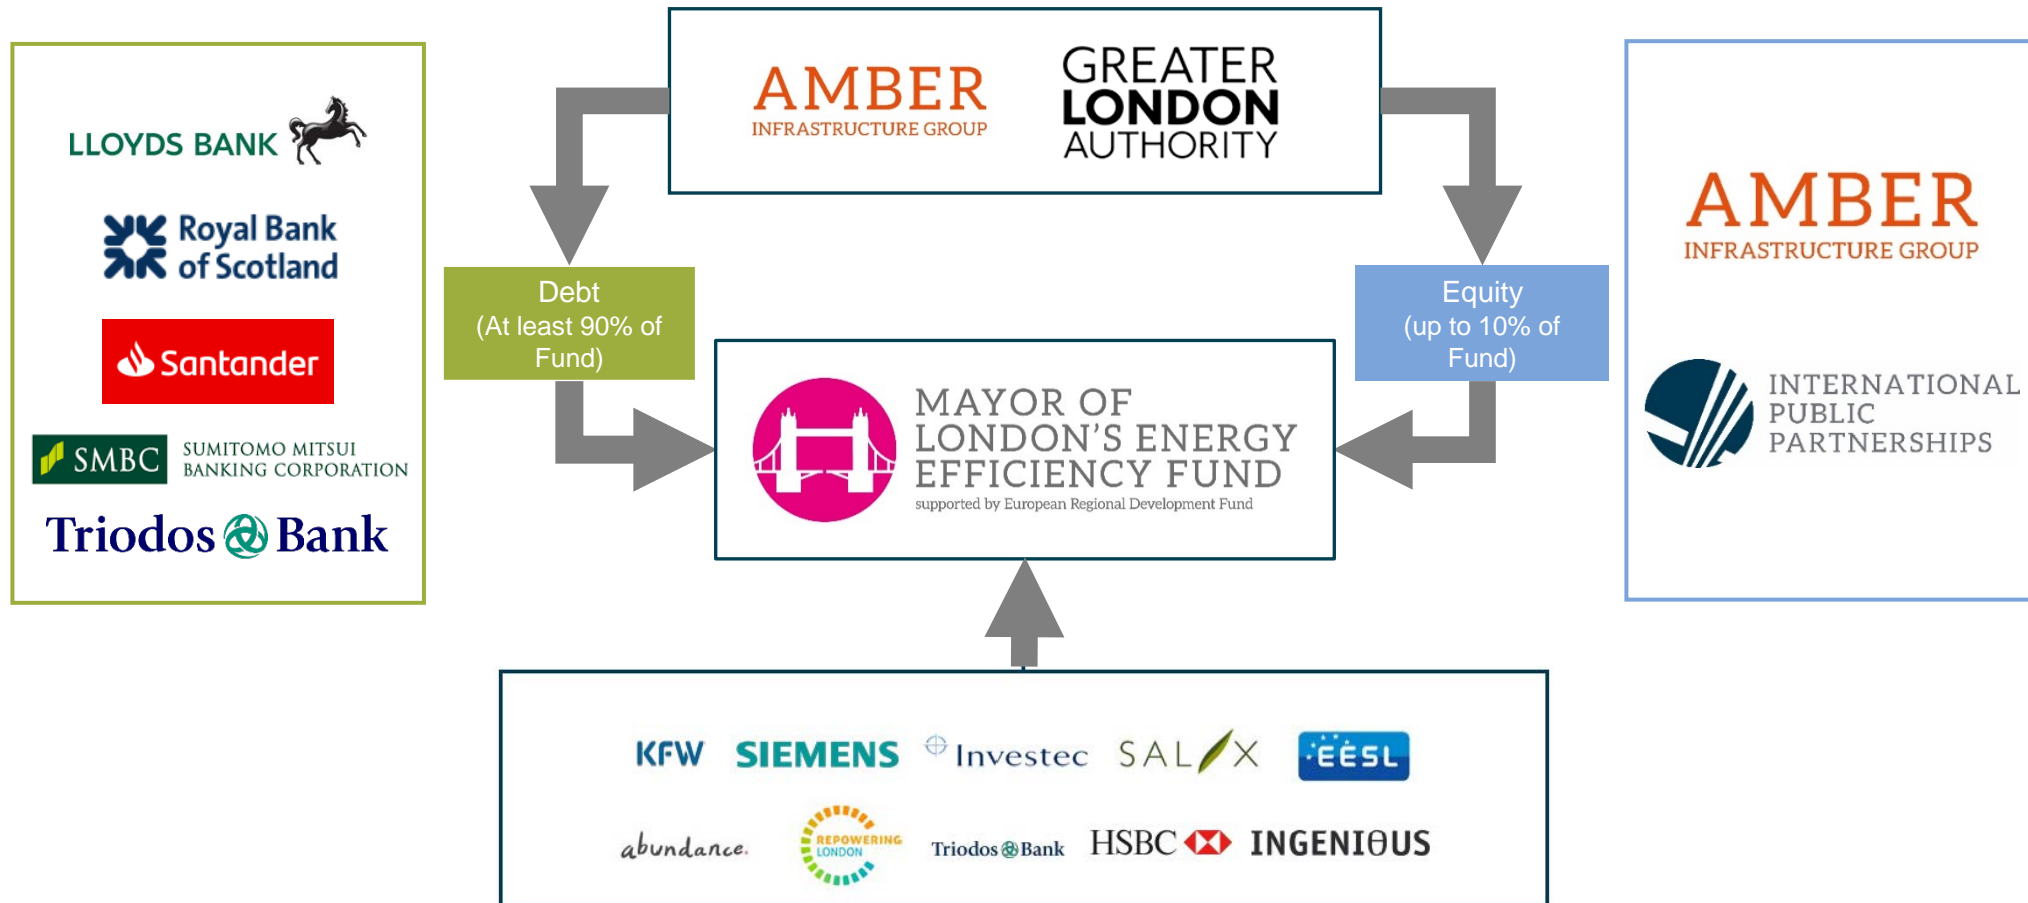 AMBER
INFRASTRUCTURE GROUP
GREATER
LONDON
AUTHORITY
LLOYDS BANK
Royal Bank
of Scotland
Santander
SMBC
SUMITOMO MITSUI
BANKING CORPORATION
Triodos Bank
Debt
(At least 90% of
Fund)
MAYOR OF
LONDON'S ENERGY
EFFICIENCY FUND
supported by European Regional Development Fund
Equity
(up to 10% of
Fund)
AMBER
INFRASTRUCTURE GROUP
INTERNATIONAL
PUBLIC
PARTNERSHIPS
KFW SIEMENS Investec SALIX EESL
abundance.
REPOWERING
LONDON
Triodos Bank
HSBC
INGENIOUS